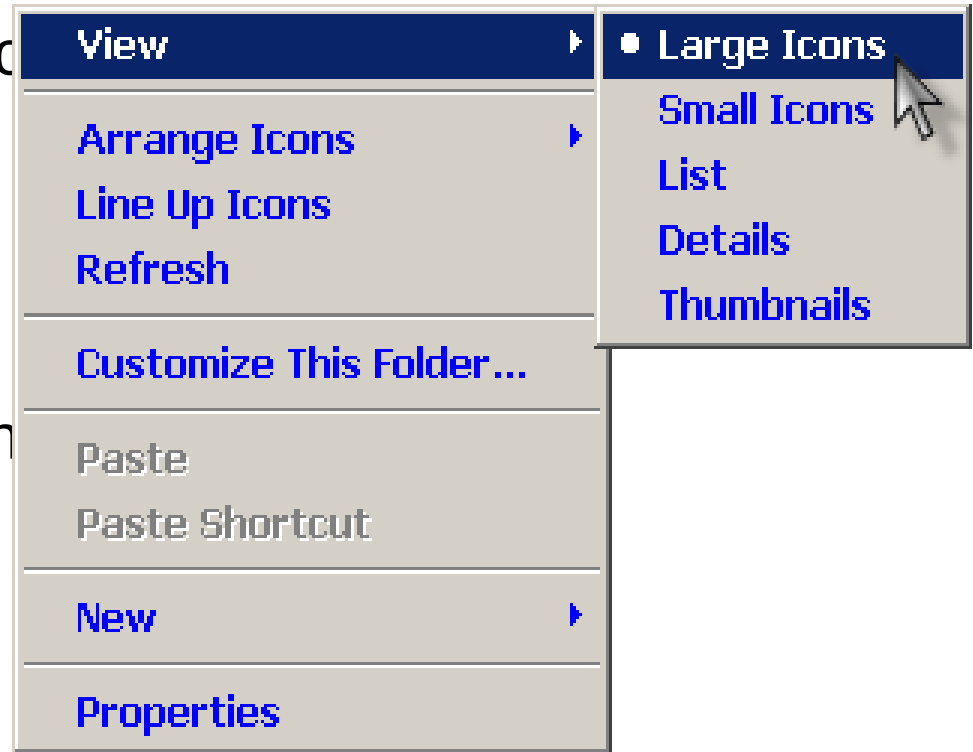 View
Arrange Icons
Line Up Icons
Refresh
Customize This Folder...
Paste
Paste Shortcut
New
Properties
Large Icons
Small Icons
List
Details
Thumbnails